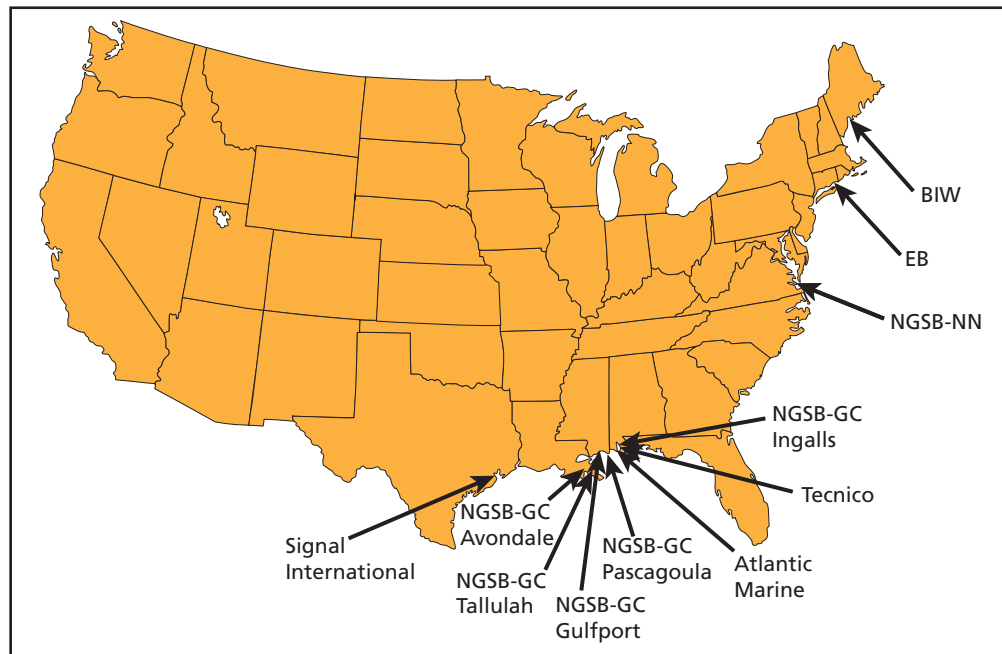 BIW
EB
NGSB-NN
NGSB-GC
Ingalls
Tecnico
Atlantic
Marine
NGSB-GC
Pascagoula
NGSB-GC
Gulfport
NGSB-GC
Tallulah
NGSB-GC
Avondale
Signal
International